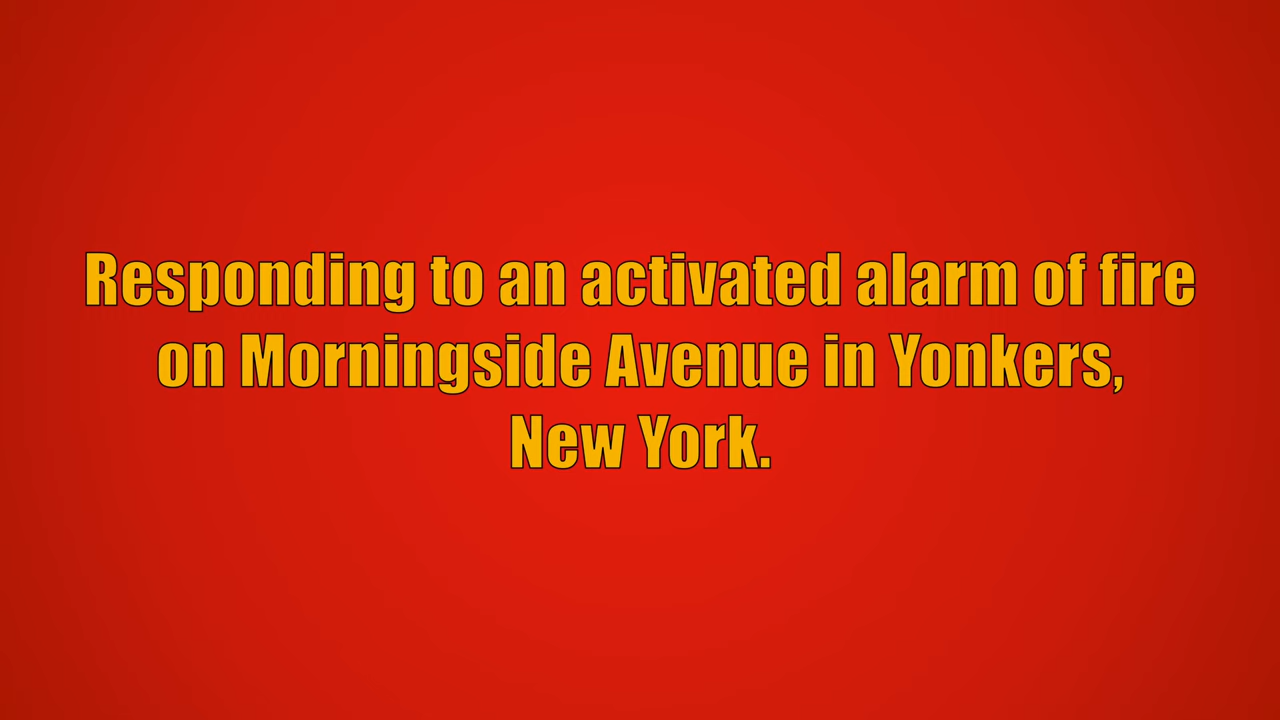 Responding to an activated alarm of fire
on Morningside Avenue in Yonkers,
New York.